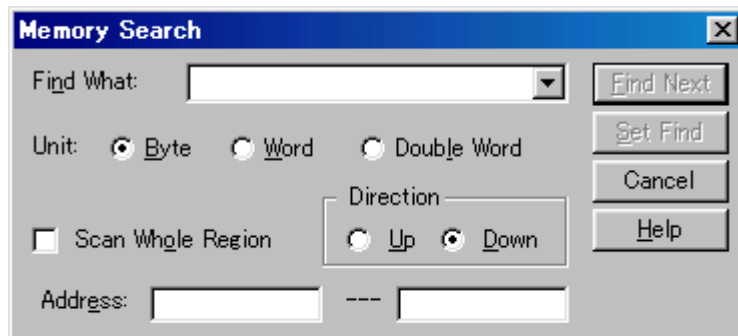 Memory Search
Find What:
Find Next
Unit: Byte Word Double Word
Set Find
Cancel
Direction
Scan Whole Region
Up Down
Help
Address: ---